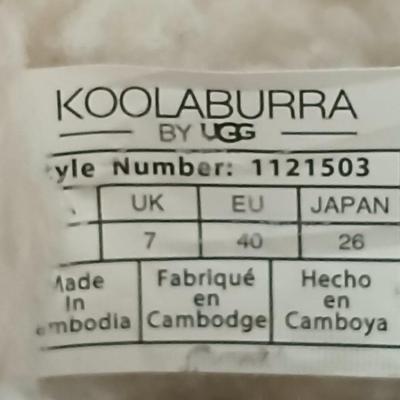 KOOLABURRA
BY UGG
yle Number: 1121503
UK EU JAPAN
7 40 26
Made Fabriqué Hecho
In en en
mbodia Cambodge Camboya